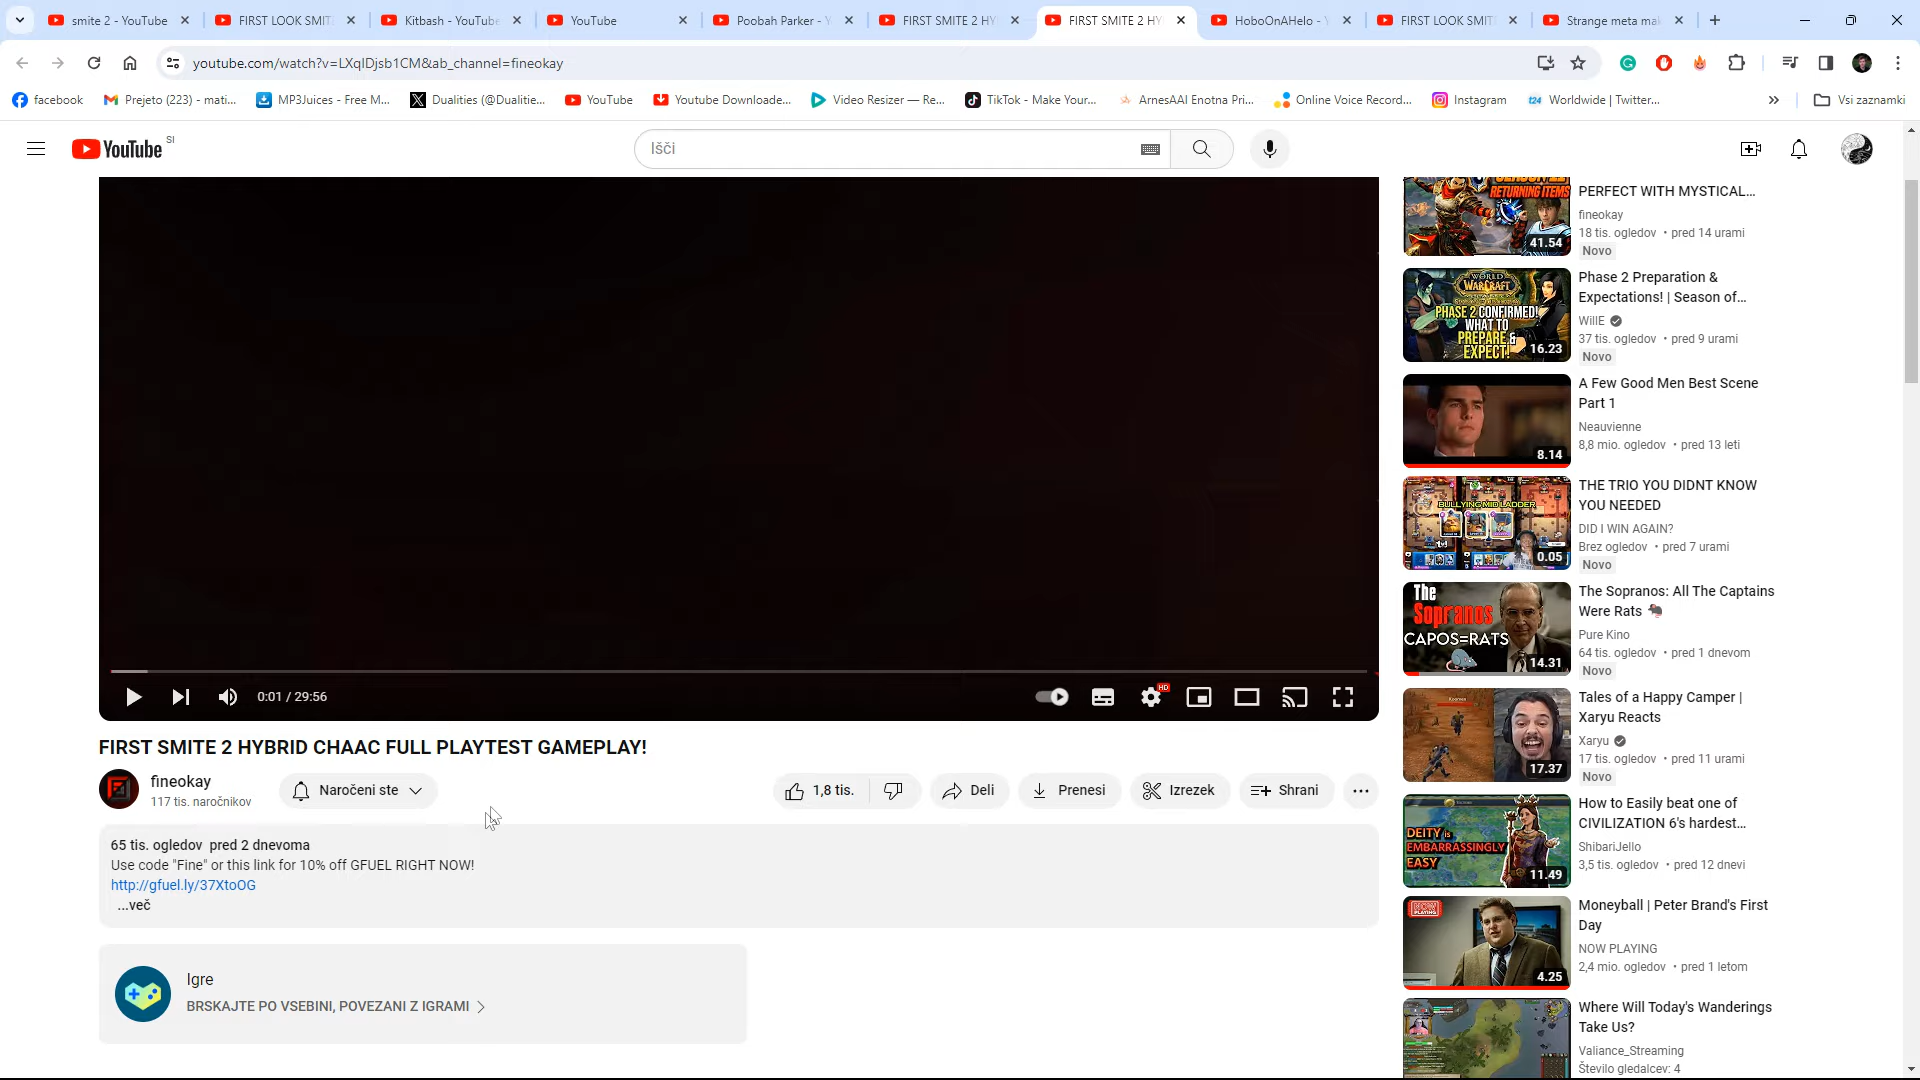 smite 2 - YouTube
FIRST LOOK SMIT
Kitbash - YouTube
YouTube
Poobah Parker - Y
FIRST SMITE 2 HY
FIRST SMITE 2 HY
HoboOnAHelo - Y
FIRST LOOK SMIT
Strange meta mak
youtube.com/watch?v=LXqlDjsb1CM&ab_channel=fineokay
facebook
Prejeto (223) - mati...
MP3Juices - Free M...
Dualities (@Dualitie...
YouTube
Youtube Downloade...
Video Resizer — Re...
TikTok - Make Your...
ArnesAAI Enotna Pri...
Online Voice Record...
Instagram
t24 Worldwide | Twitter...
Vsi zaznamki
YouTube SI
Išči
0:01 / 29:56
HD
FIRST SMITE 2 HYBRID CHAAC FULL PLAYTEST GAMEPLAY!
fineokay
117 tis. naročnikov
Naročeni ste
1,8 tis.
Deli
Prenesi
Izrezek
Shrani
65 tis. ogledov pred 2 dnevoma
Use code "Fine" or this link for 10% off GFUEL RIGHT NOW!
http://gfuel.ly/37XtoOG
...več
Igre
BRSKAJTE PO VSEBINI, POVEZANI Z IGRAMI
RETURNING ITEMS
41.54
PERFECT WITH MYSTICAL...
fineokay
18 tis. ogledov • pred 14 urami
Novo
WORLD
WARCRAFT
PHASE 2 CONFIRMED!
WHAT TO
PREPARE &
EXPECT!
16.23
Phase 2 Preparation &
Expectations! | Season of...
WillE
37 tis. ogledov • pred 9 urami
Novo
8.14
A Few Good Men Best Scene
Part 1
Neauvienne
8,8 mio. ogledov • pred 13 leti
BULLYING MID LADDER
0.05
THE TRIO YOU DIDNT KNOW
YOU NEEDED
DID I WIN AGAIN?
Brez ogledov • pred 7 urami
Novo
The
Sopranos
CAPOS=RATS
14.31
The Sopranos: All The Captains
Were Rats
Pure Kino
64 tis. ogledov • pred 1 dnevom
Novo
17.37
Tales of a Happy Camper |
Xaryu Reacts
Xaryu
17 tis. ogledov • pred 11 urami
Novo
DEITY is
EMBARRASSINGLY
EASY
11.49
How to Easily beat one of
CIVILIZATION 6's hardest...
ShibariJello
3,5 tis. ogledov • pred 12 dnevi
NOW
PLAYING
4.25
Moneyball | Peter Brand's First
Day
NOW PLAYING
2,4 mio. ogledov • pred 1 letom
Where Will Today's Wanderings
Take Us?
Valiance_Streaming
Število gledalcev: 4